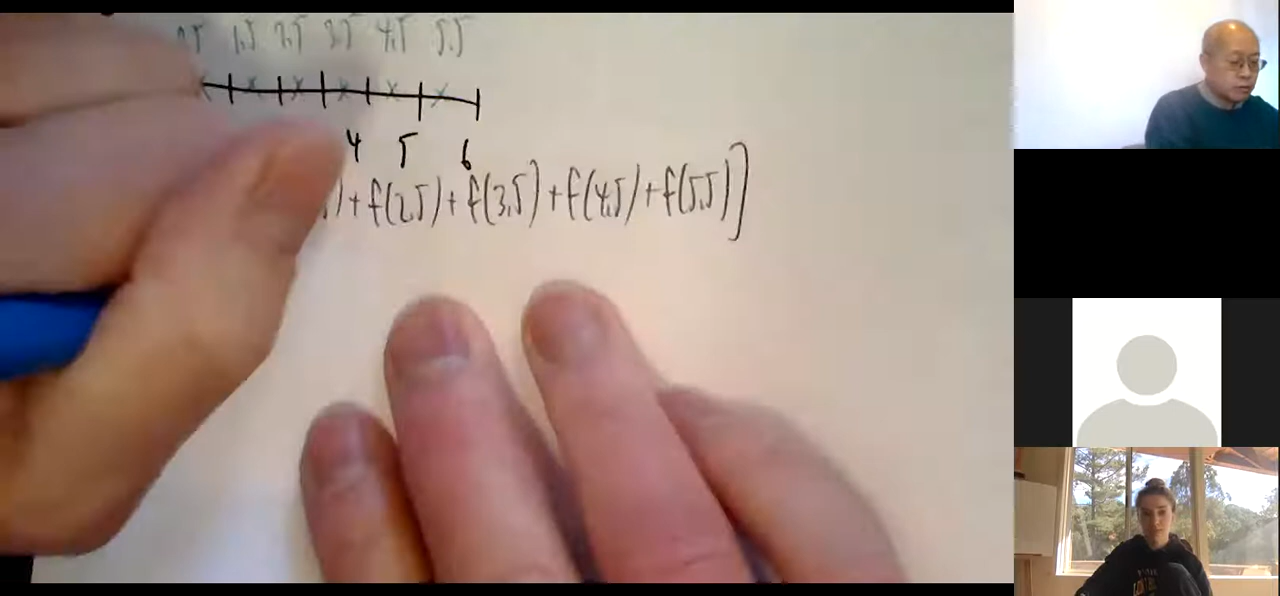 1.5 2.5 3.5 4.5 5.5
4 5 6
) + f(2.5) + f(3.5) + f(4.5) + f(5.5)]